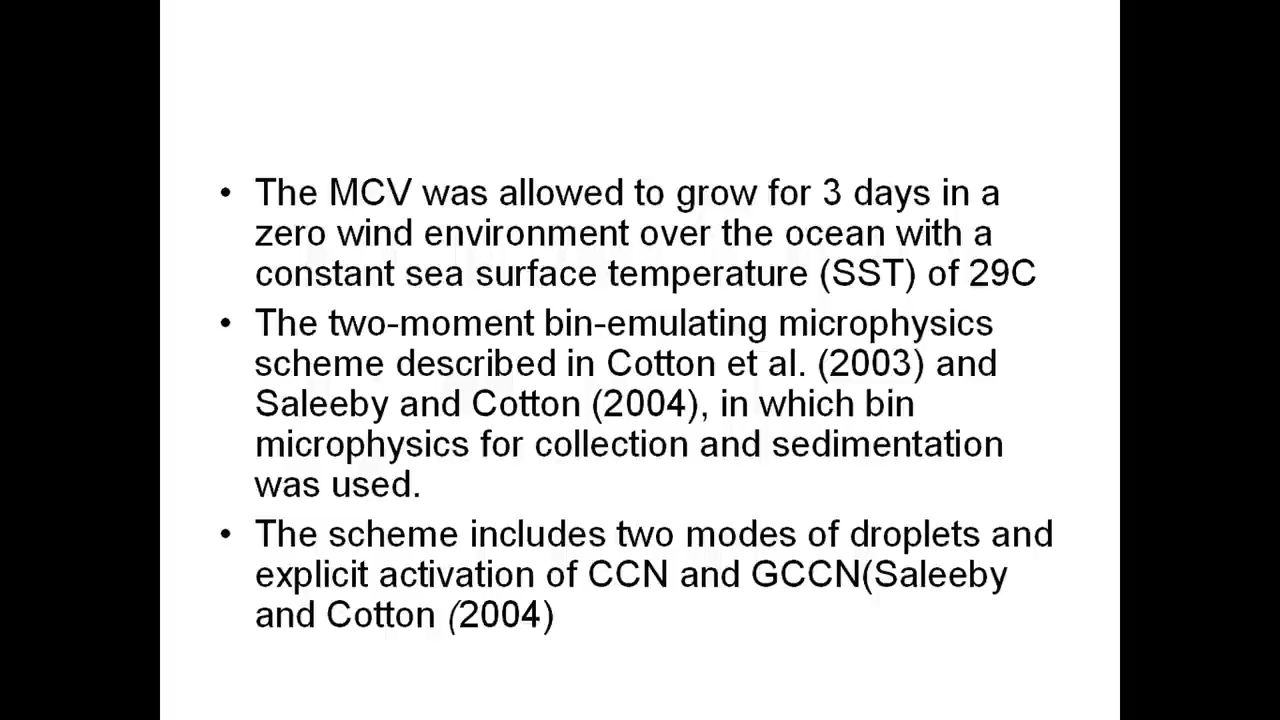 • The MCV was allowed to grow for 3 days in a
zero wind environment over the ocean with a
constant sea surface temperature (SST) of 29C
• The two-moment bin-emulating microphysics
scheme described in Cotton et al. (2003) and
Saleeby and Cotton (2004), in which bin
microphysics for collection and sedimentation
was used.
• The scheme includes two modes of droplets and
explicit activation of CCN and GCCN(Saleeby
and Cotton (2004)